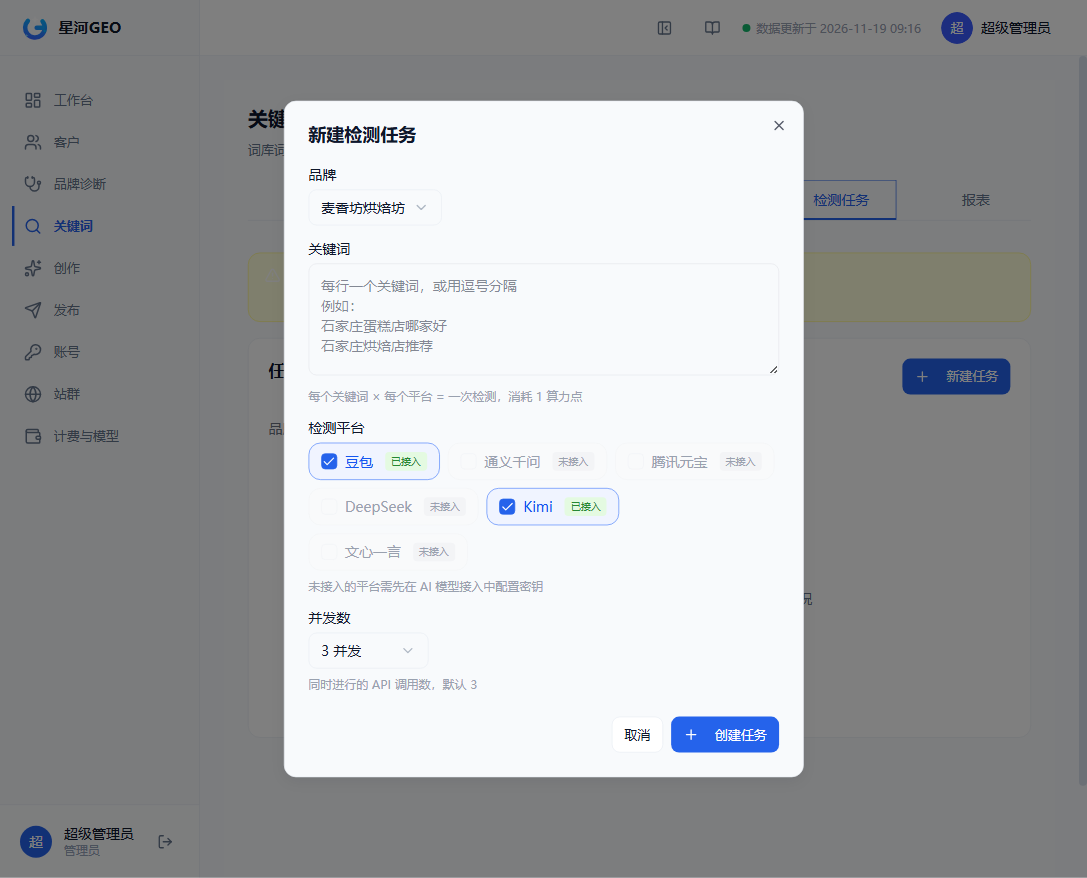 星河GEO
数据更新于 2026-11-19 09:16
超
超级管理员
工作台
客户
品牌诊断
关键词
创作
发布
账号
站群
计费与模型
超
超级管理员
管理员
关键
词库词
检测任务
报表
任
新建任务
品
况
新建检测任务
品牌
麦香坊烘焙坊
关键词
每行一个关键词，或用逗号分隔
例如：
石家庄蛋糕店哪家好
石家庄烘焙店推荐
每个关键词 × 每个平台 = 一次检测，消耗 1 算力点
检测平台
豆包 已接入 通义千问 未接入 腾讯元宝 未接入
DeepSeek 未接入 Kimi 已接入
文心一言 未接入
未接入的平台需先在 AI 模型接入中配置密钥
并发数
3 并发
同时进行的 API 调用数，默认 3
取消
创建任务